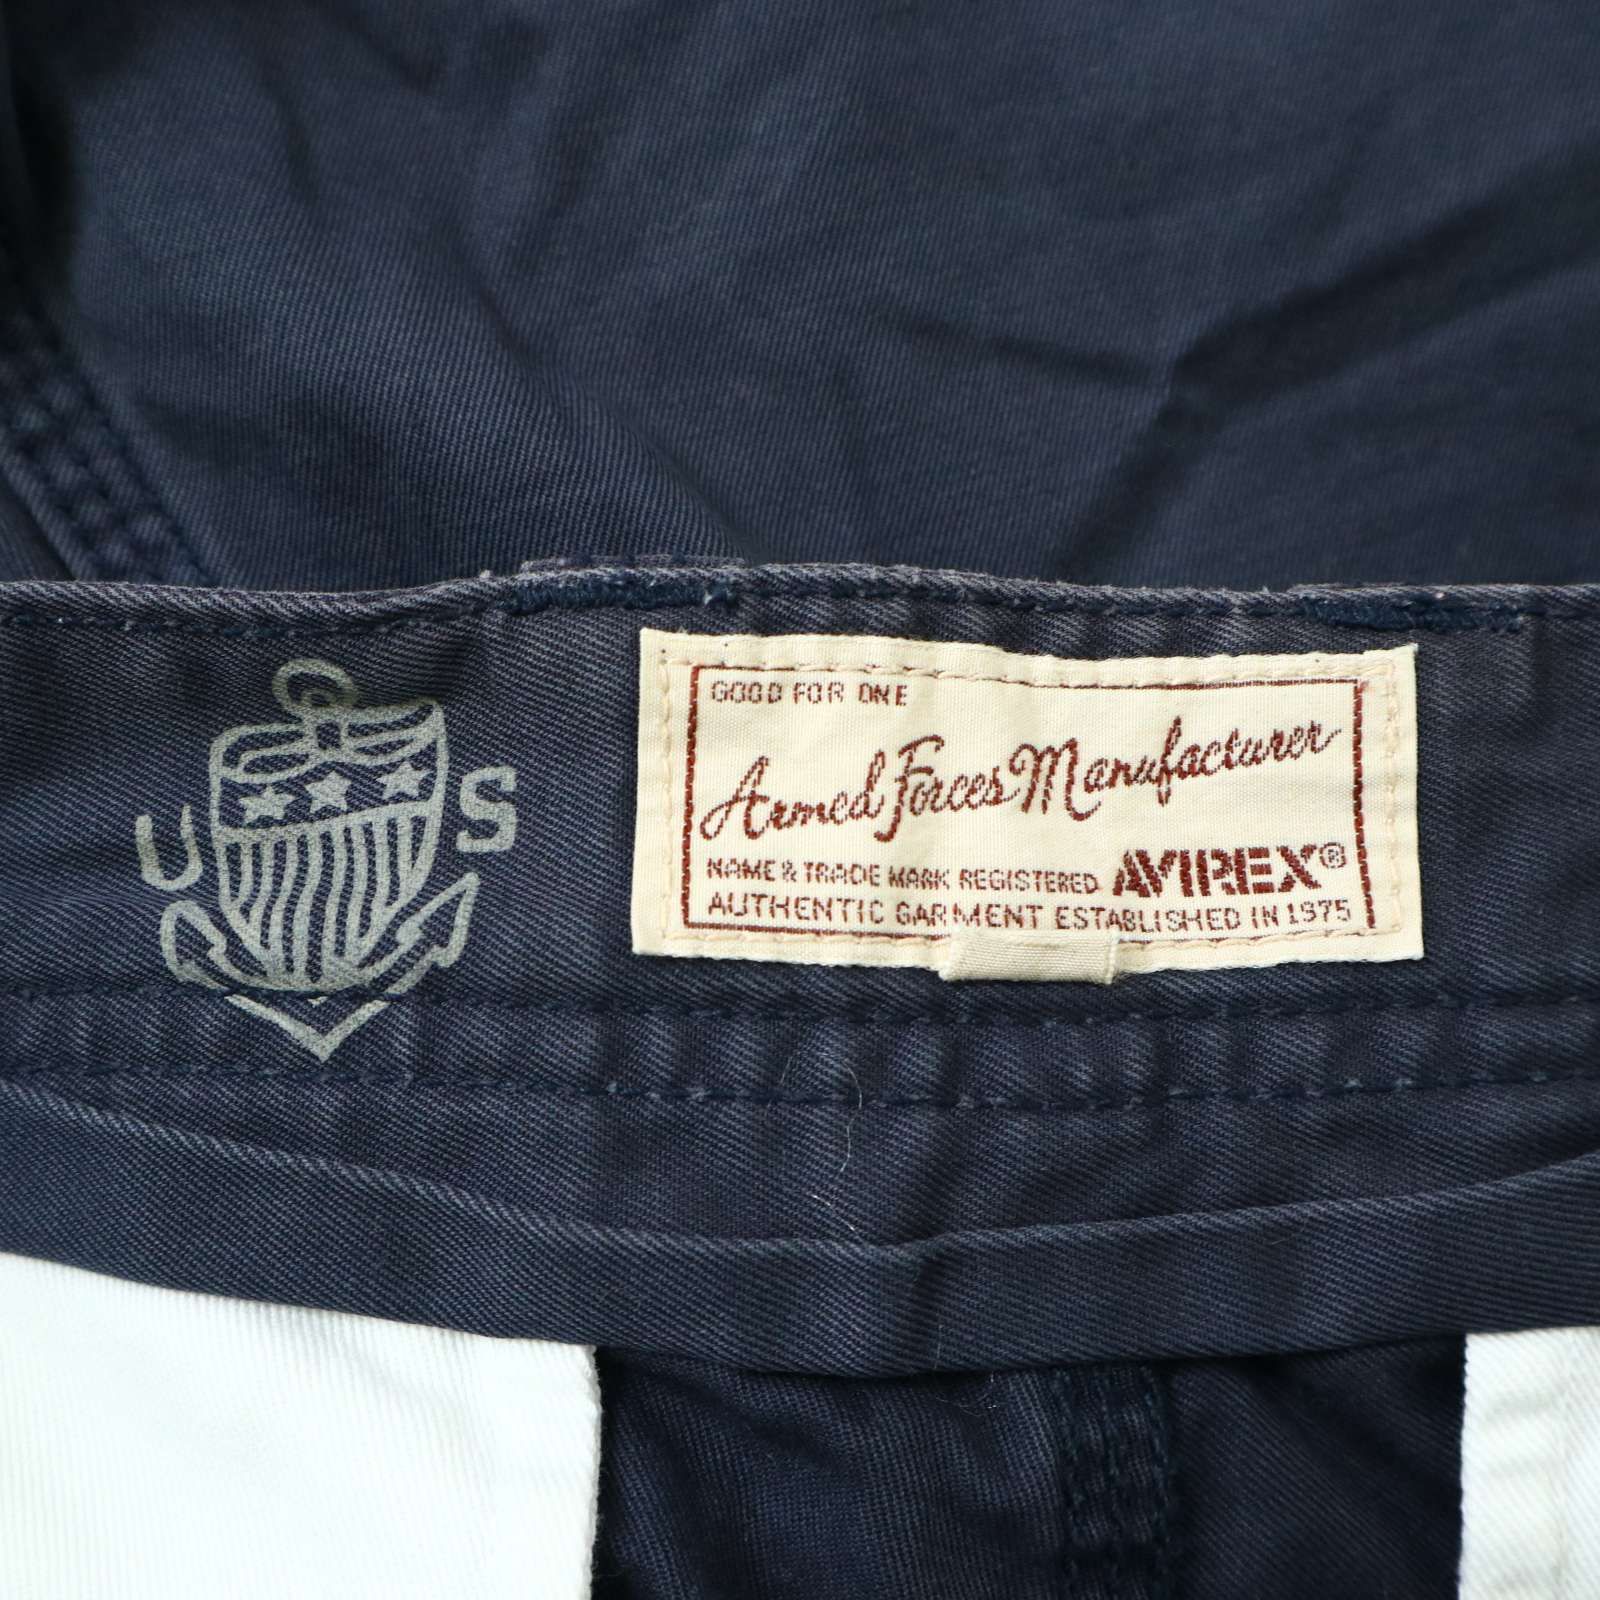 U S
GOOD FOR ONE
Armed Forces Manufacturer
NAME & TRADE MARK REGISTERED AVIREX®
AUTHENTIC GARMENT ESTABLISHED IN 1975